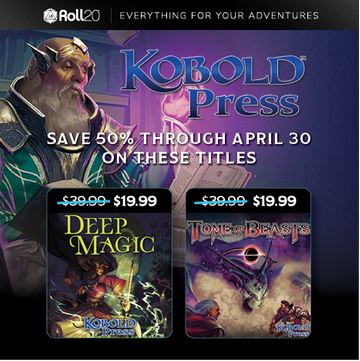 Roll20 | EVERYTHING FOR YOUR ADVENTURES
KOBOLD
Press
SAVE 50% THROUGH APRIL 30
ON THESE TITLES
$39.99 $19.99
DEEP
MAGIC
KOBOLD
Press
$39.99 $19.99
TOME OF BEASTS
KOBOLD
Press